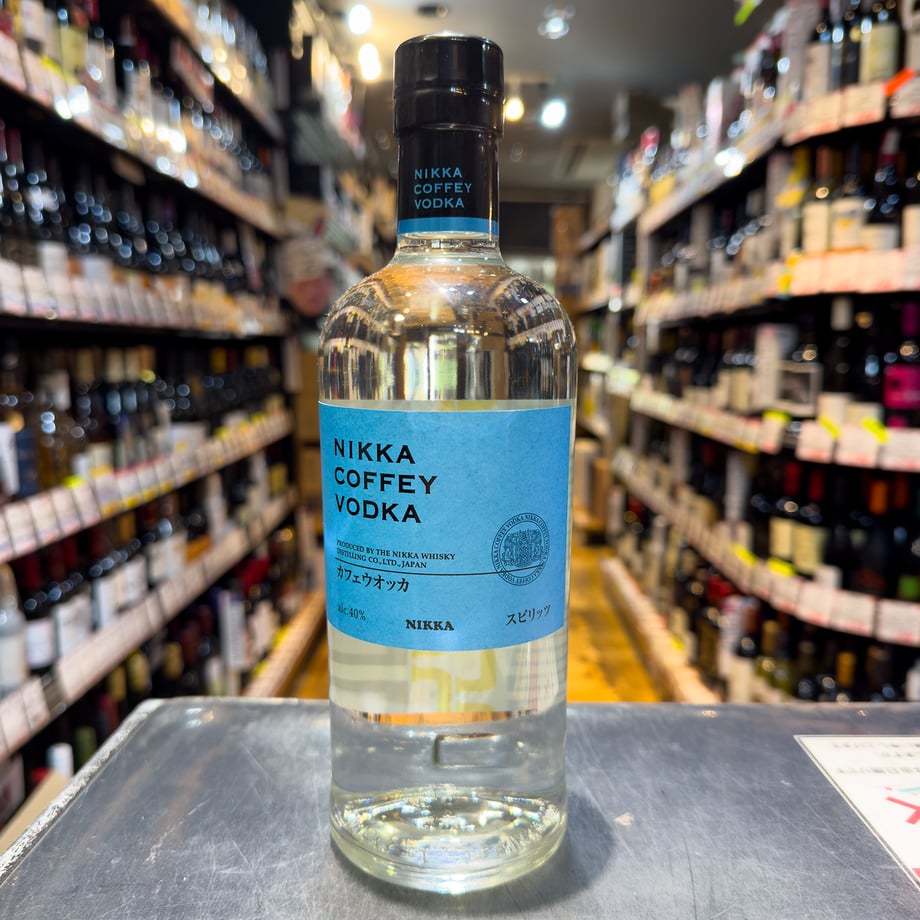 NIKKA
COFFEY
VODKA
NIKKA
COFFEY
VODKA
PRODUCED BY THE NIKKA WHISKY
DISTILLING CO., LTD., JAPAN
カフェウオッカ
alc.40%
NIKKA
スピリッツ